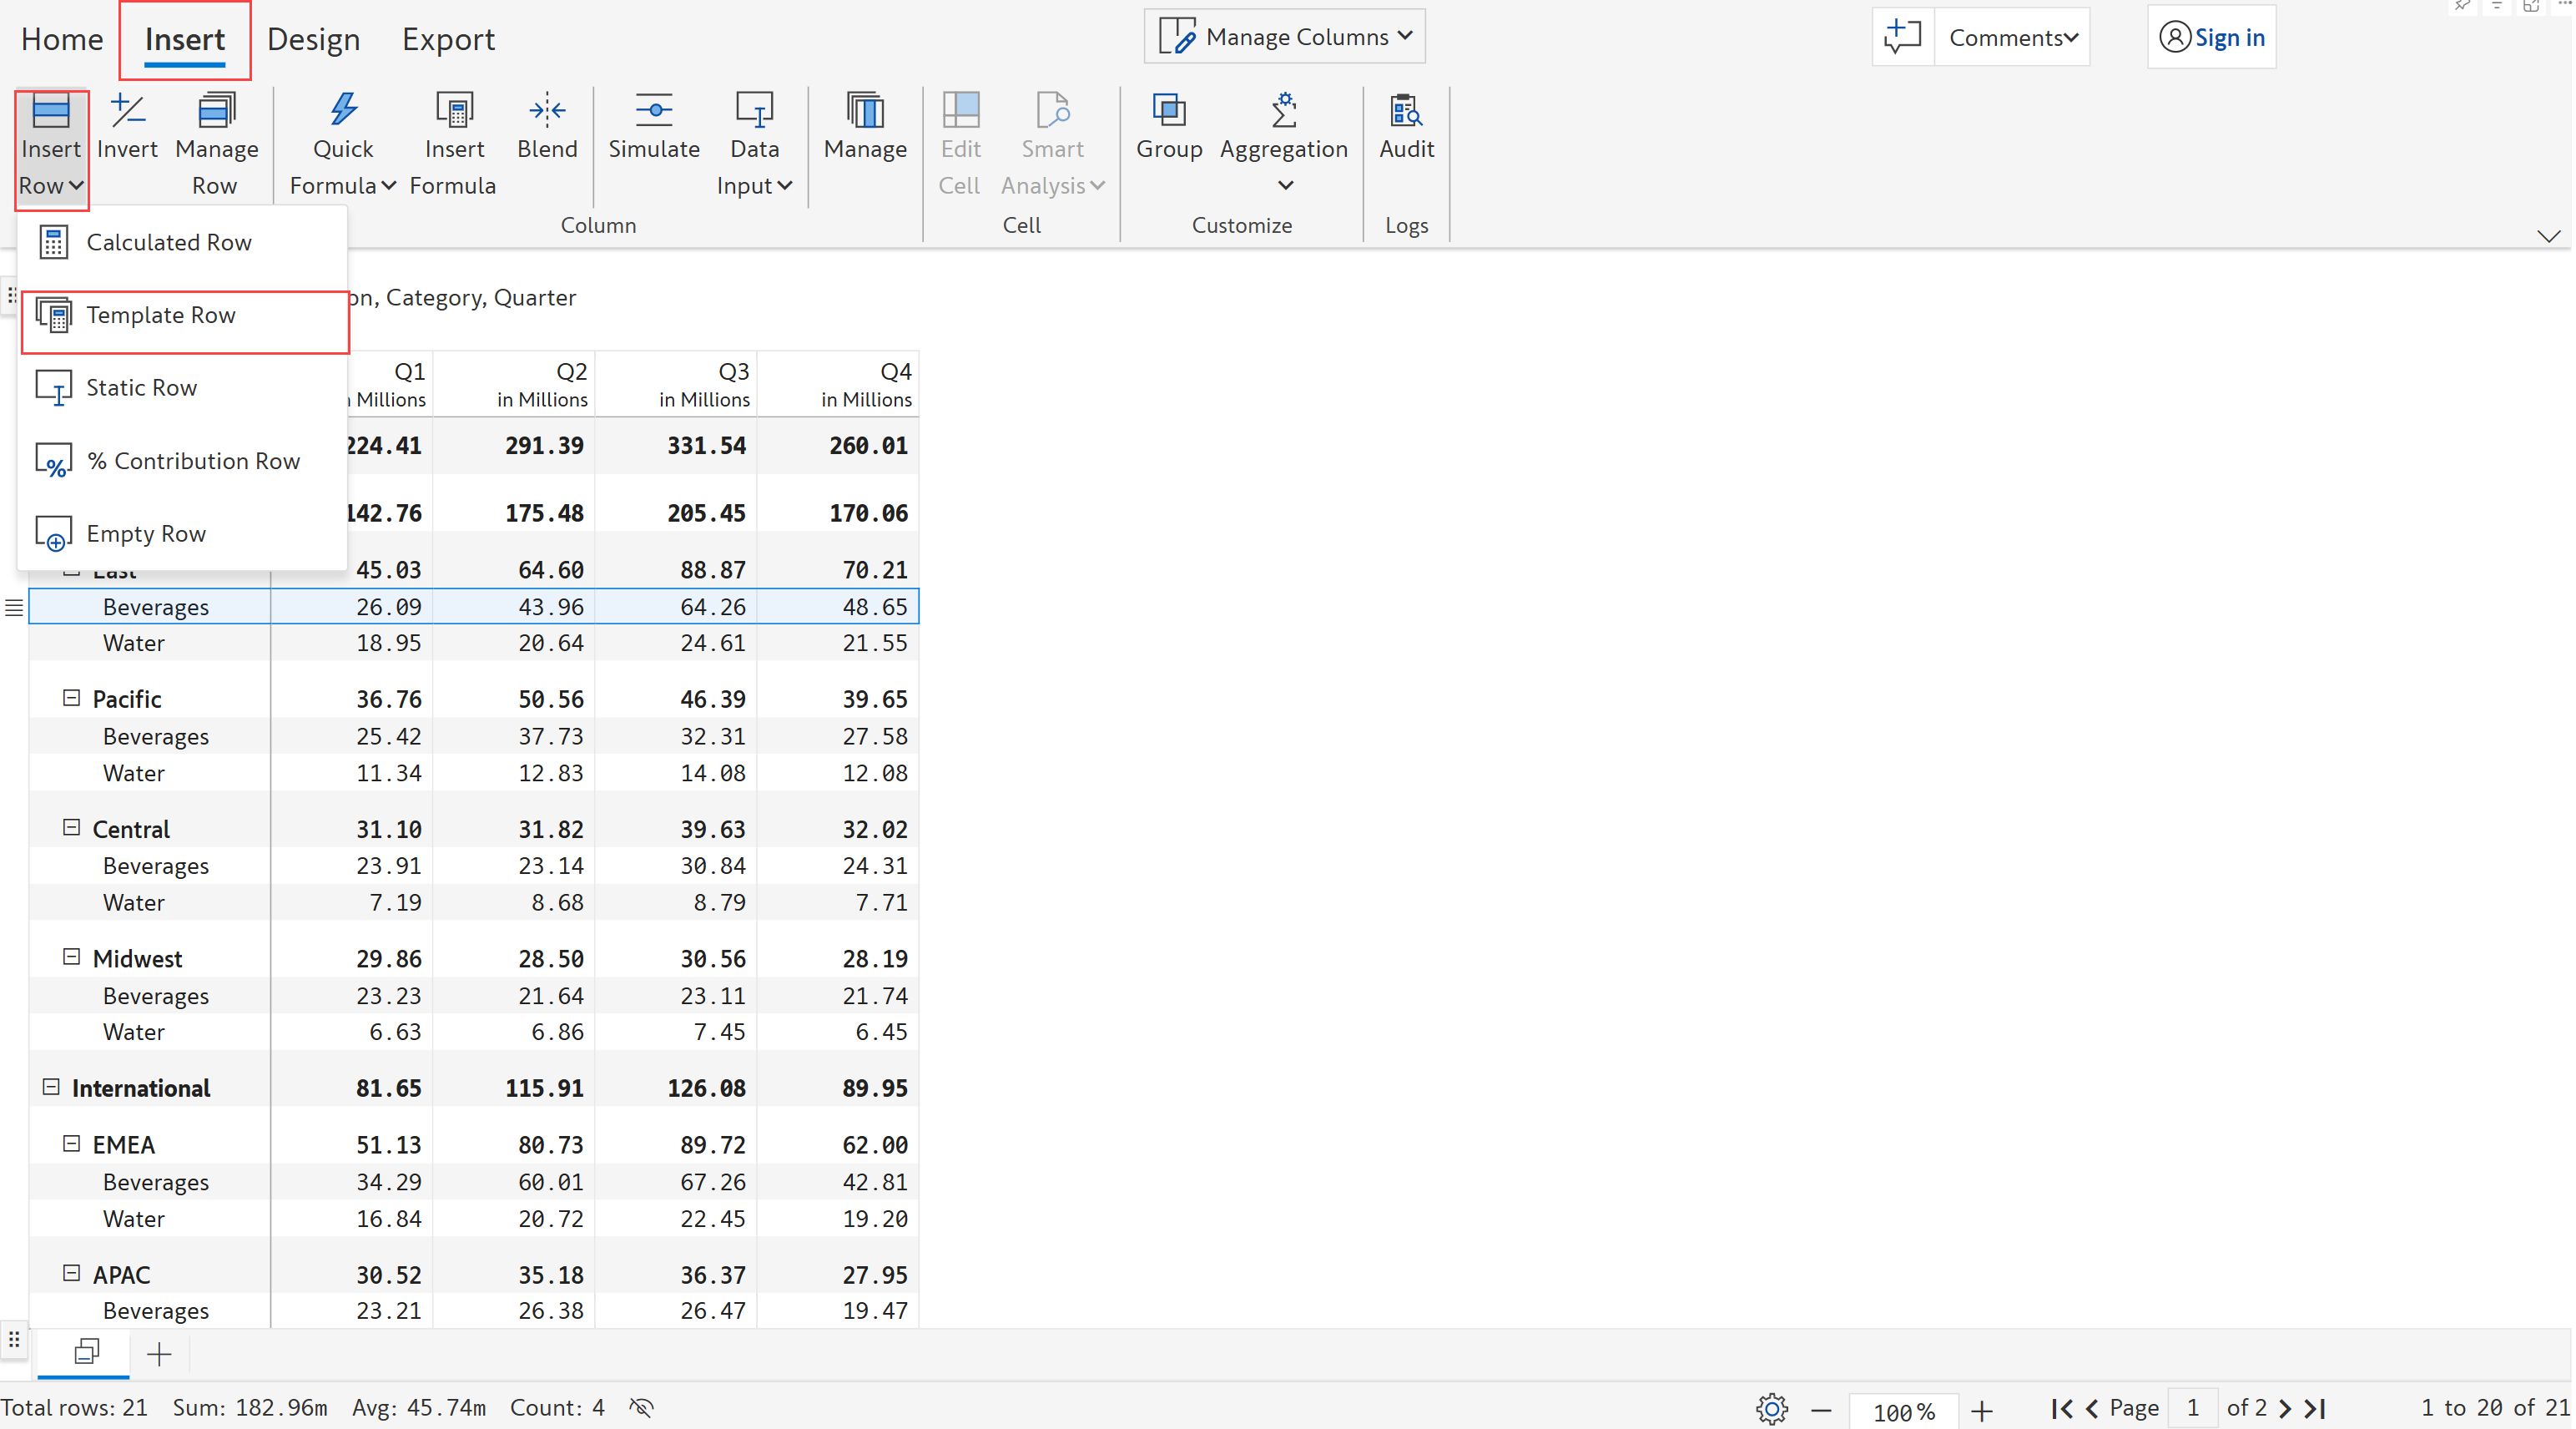 Home Insert Design Export Manage Columns Comments Sign in
Insert Invert Manage Quick Insert Blend Simulate Data Manage Edit Smart Group Aggregation Audit
Row Row Formula Formula Input Cell Analysis
Column Cell Customize Logs
Calculated Row
on, Category, Quarter
Template Row
Q1 Q2 Q3 Q4
Static Row
Millions in Millions in Millions in Millions
224.41 291.39 331.54 260.01
% Contribution Row
142.76 175.48 205.45 170.06
Empty Row
East 45.03 64.60 88.87 70.21
Beverages 26.09 43.96 64.26 48.65
Water 18.95 20.64 24.61 21.55
Pacific 36.76 50.56 46.39 39.65
Beverages 25.42 37.73 32.31 27.58
Water 11.34 12.83 14.08 12.08
Central 31.10 31.82 39.63 32.02
Beverages 23.91 23.14 30.84 24.31
Water 7.19 8.68 8.79 7.71
Midwest 29.86 28.50 30.56 28.19
Beverages 23.23 21.64 23.11 21.74
Water 6.63 6.86 7.45 6.45
International 81.65 115.91 126.08 89.95
EMEA 51.13 80.73 89.72 62.00
Beverages 34.29 60.01 67.26 42.81
Water 16.84 20.72 22.45 19.20
APAC 30.52 35.18 36.37 27.95
Beverages 23.21 26.38 26.47 19.47
Total rows: 21 Sum: 182.96m Avg: 45.74m Count: 4 100 % Page 1 of 2 1 to 20 of 21